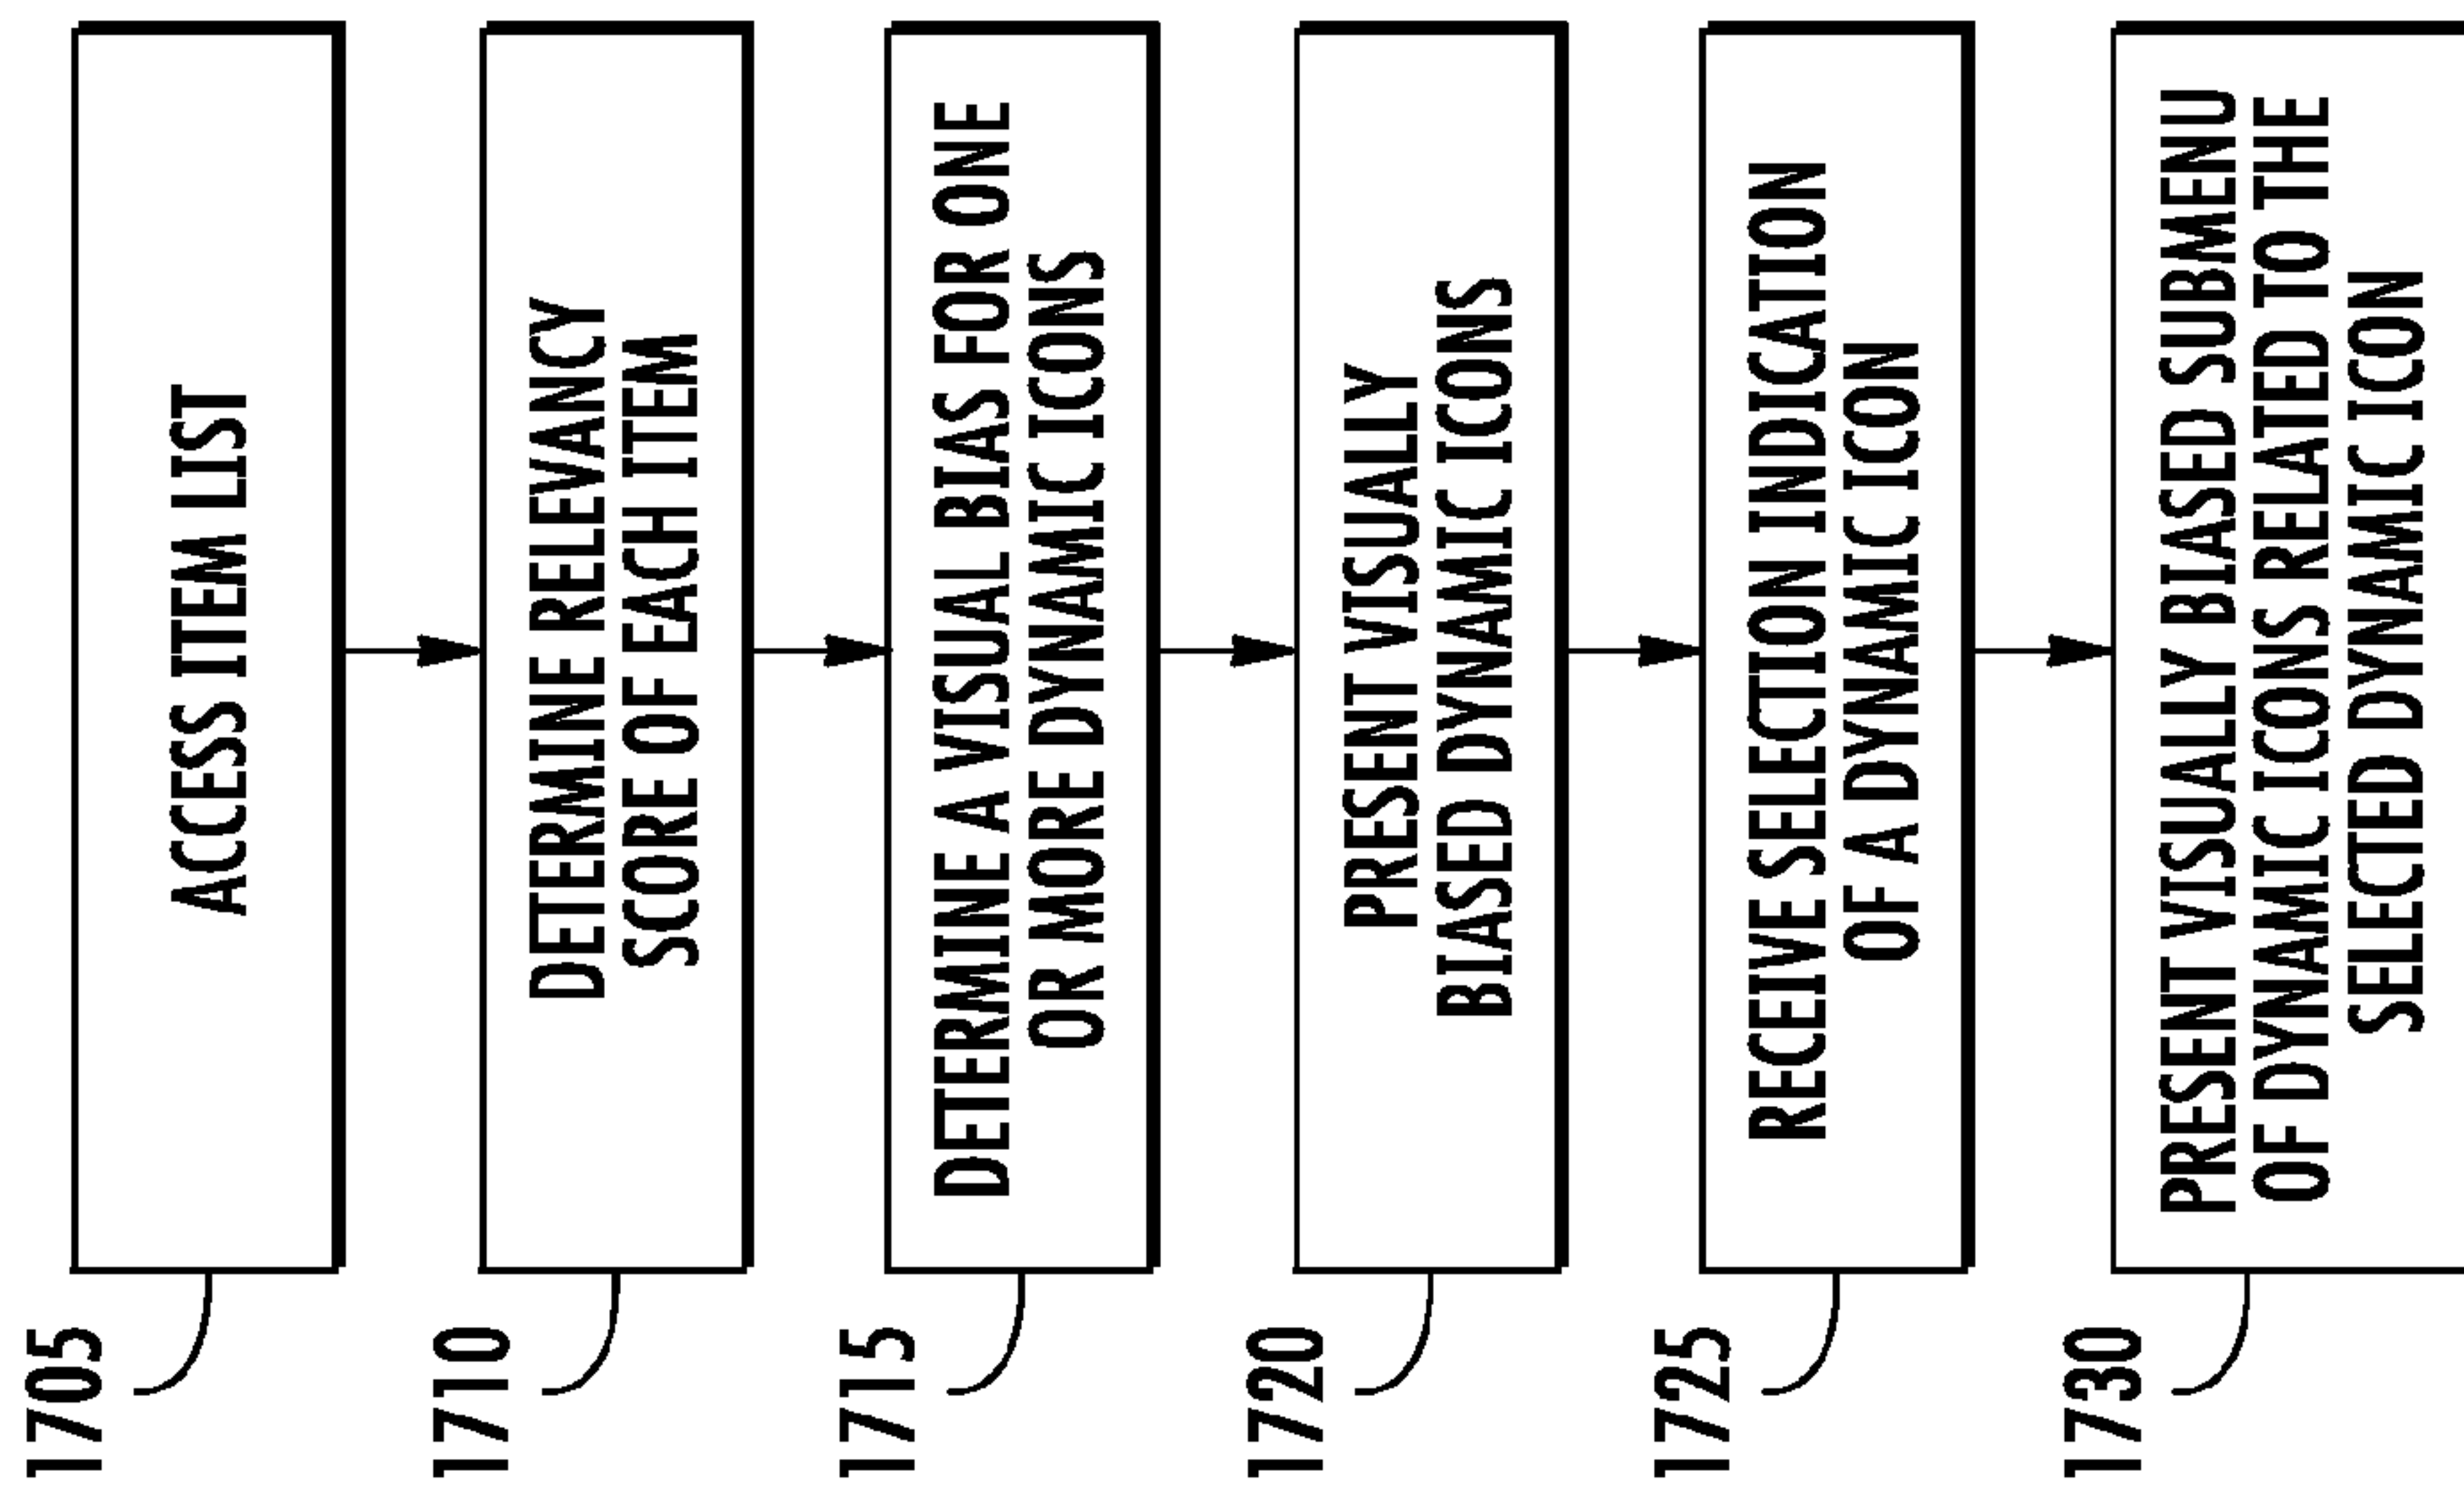 1705
ACCESS ITEM LIST
1710
DETERMINE RELEVANCY
SCORE OF EACH ITEM
1715
DETERMINE A VISUAL BIAS FOR ONE
OR MORE DYNAMIC ICONS
1720
PRESENT VISUALLY
BIASED DYNAMIC ICONS
1725
RECEIVE SELECTION INDICATION
OF A DYNAMIC ICON
1730
PRESENT VISUALLY BIASED SUBMENU
OF DYNAMIC ICONS RELATED TO THE
SELECTED DYNAMIC ICON